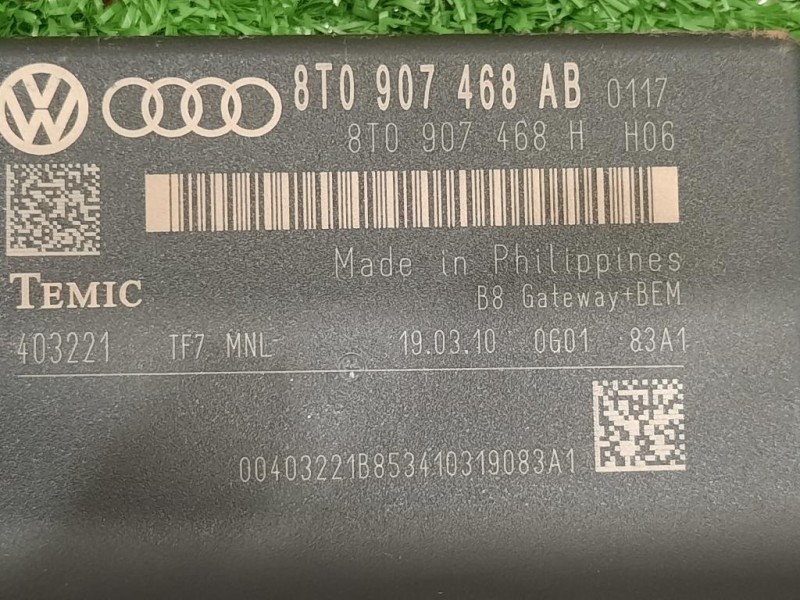 8T0 907 468 AB 0117
8T0 907 468 H H06
Made in Philippines
TEMIC
B8 Gateway+BEM
403221 TF7 MNL 19.03.10 0G01 83A1
00403221B853410319083A1